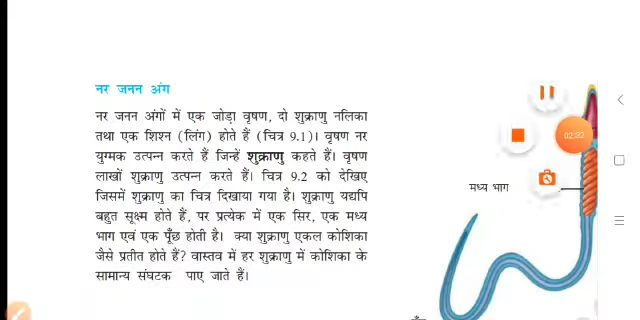 नर जनन अंग
नर जनन अंगों में एक जोड़ा वृषण, दो शुक्राणु नलिका
तथा एक शिश्न (लिंग) होते हैं (चित्र 9.1)। वृषण नर
युग्मक उत्पन्न करते हैं जिन्हें शुक्राणु कहते हैं। वृषण
लाखों शुक्राणु उत्पन्न करते हैं। चित्र 9.2 को देखिए
जिसमें शुक्राणु का चित्र दिखाया गया है। शुक्राणु यद्यपि
बहुत सूक्ष्म होते हैं, पर प्रत्येक में एक सिर, एक मध्य
भाग एवं एक पूँछ होती है। क्या शुक्राणु एकल कोशिका
जैसे प्रतीत होते हैं? वास्तव में हर शुक्राणु में कोशिका के
सामान्य संघटक पाए जाते हैं।
02:32
मध्य भाग